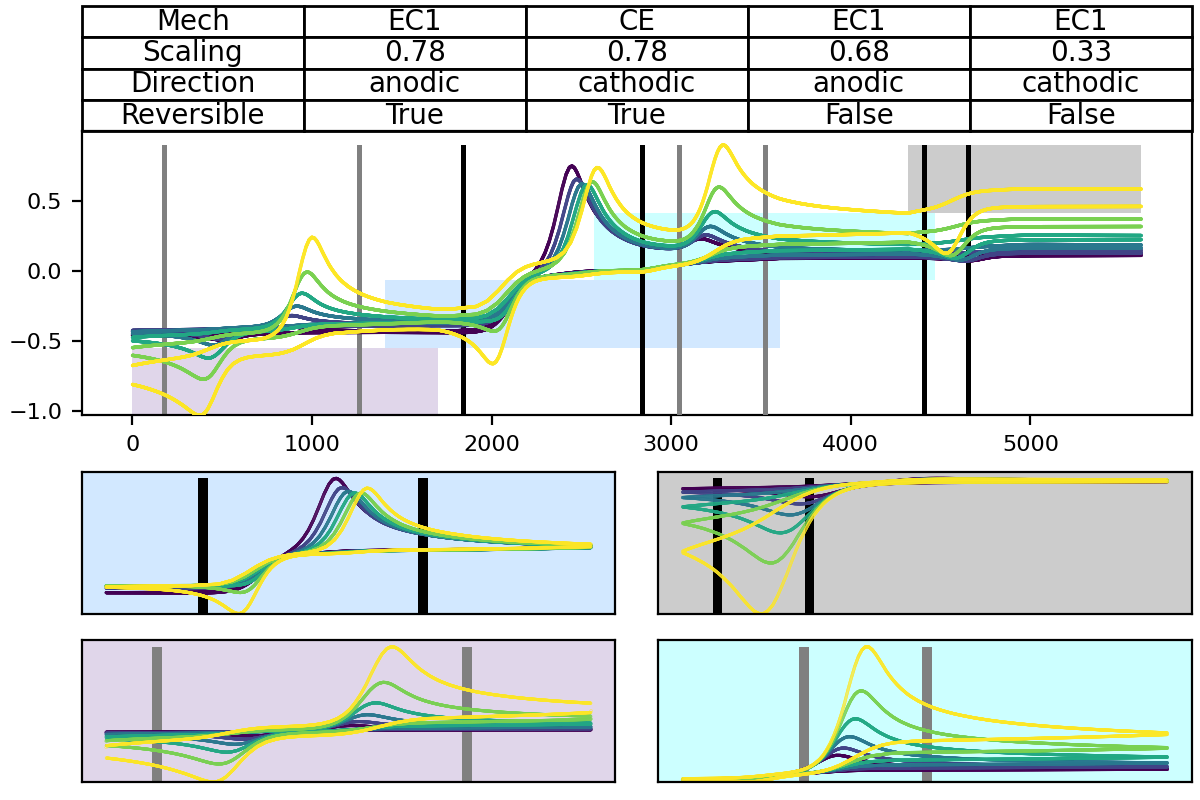 Mech EC1 CE EC1 EC1
Scaling 0.78 0.78 0.68 0.33
Direction anodic cathodic anodic cathodic
Reversible True True False False
0.5
0.0
−0.5
−1.0
0 1000 2000 3000 4000 5000